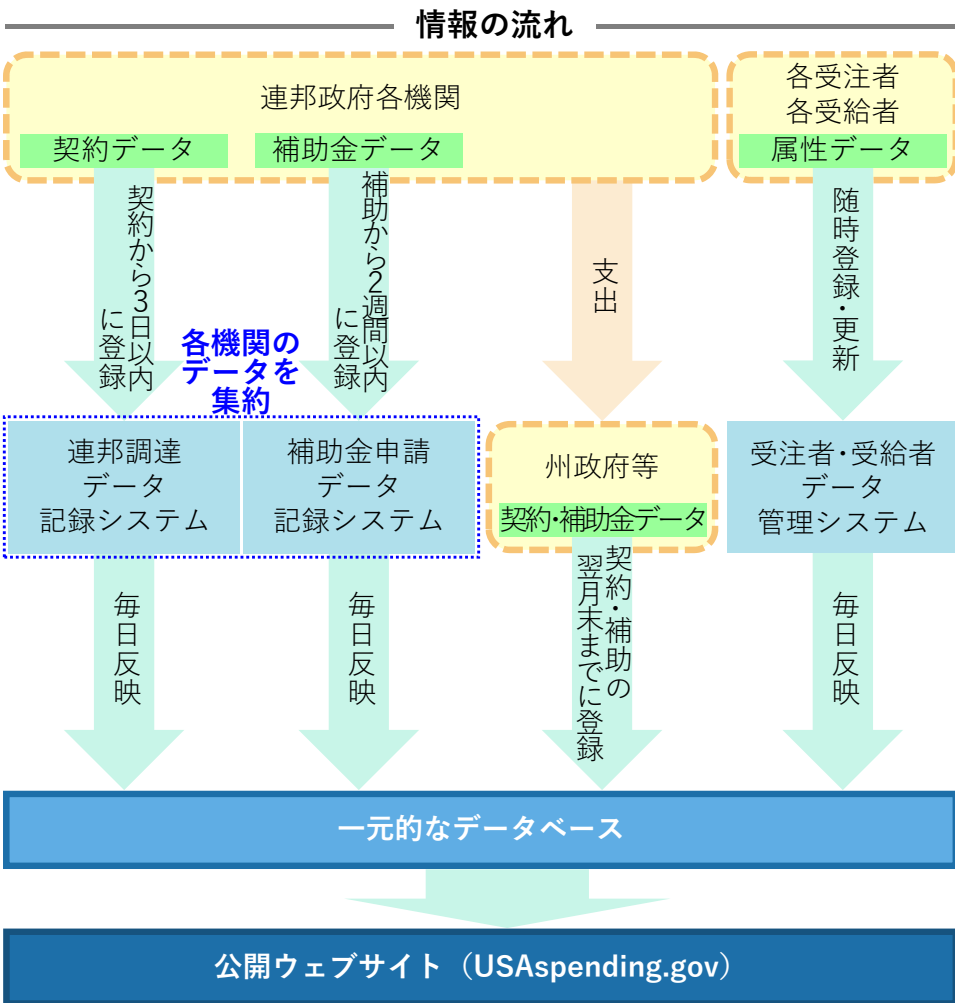 情報の流れ
連邦政府各機関
契約データ
補助金データ
各受注者
各受給者
属性データ
契約から3日以内
に登録
補助から2週間以内
に登録
支出
随時登録・更新
各機関の
データを
集約
連邦調達
データ
記録システム
補助金申請
データ
記録システム
州政府等
契約・補助金データ
受注者・受給者
データ
管理システム
毎日反映
毎日反映
契約・補助の
翌月末までに登録
毎日反映
一元的なデータベース
公開ウェブサイト（USAspending.gov）